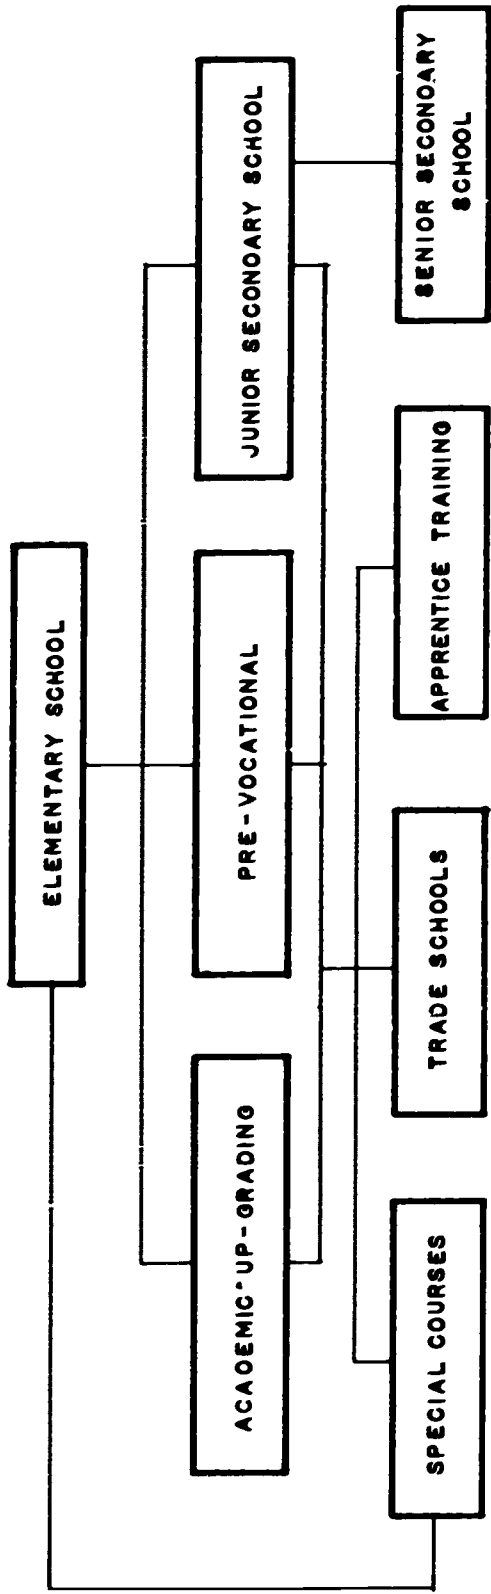 ELEMENTARY SCHOOL
ACADEMIC-UP-GRADING
PRE-VOCATIONAL
JUNIOR SECONDARY SCHOOL
SPECIAL COURSES
TRADE SCHOOLS
APPRENTICE TRAINING
SENIOR SECONDARY
SCHOOL